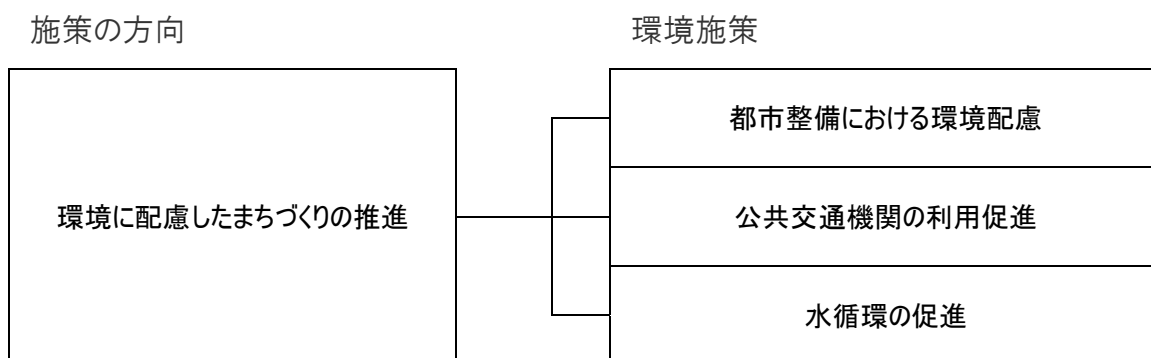 施策の方向
環境施策
環境に配慮したまちづくりの推進
都市整備における環境配慮
公共交通機関の利用促進
水循環の促進